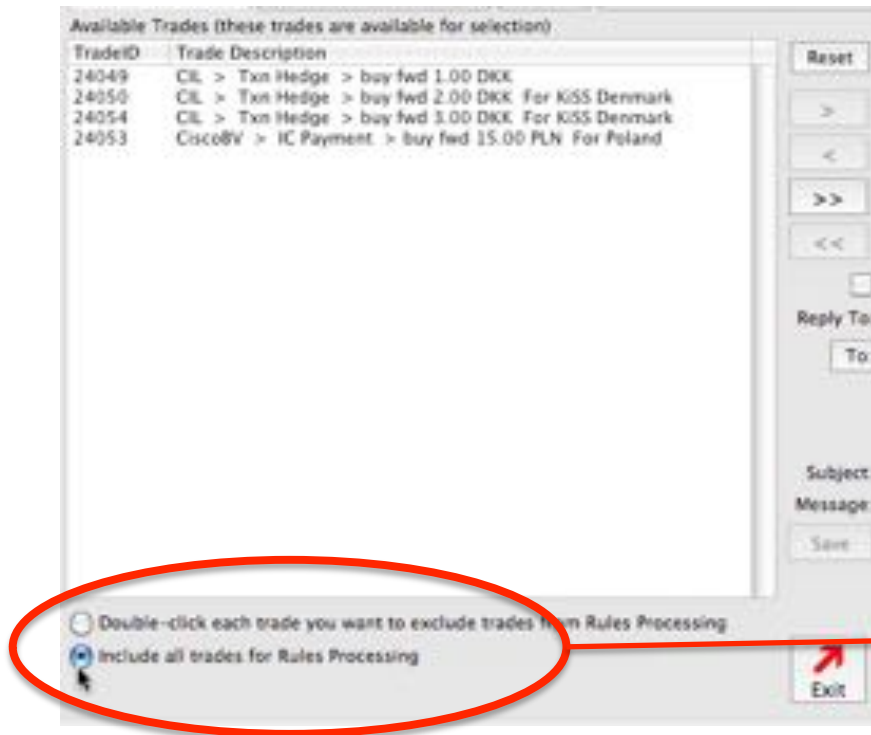 Available Trades (these trades are available for selection)
TradeID Trade Description
24049 CIL > Txn Hedge > buy fwd 1.00 DKK
24050 CIL > Txn Hedge > buy fwd 2.00 DKK For KiSS Denmark
24054 CIL > Txn Hedge > buy fwd 3.00 DKK For KiSS Denmark
24053 CiscoBV > IC Payment > buy fwd 15.00 PLN For Poland
Reset
>
<
>>
<<
Reply To
To
Subject
Message
Save
Double-click each trade you want to exclude trades from Rules Processing
Include all trades for Rules Processing
Exit